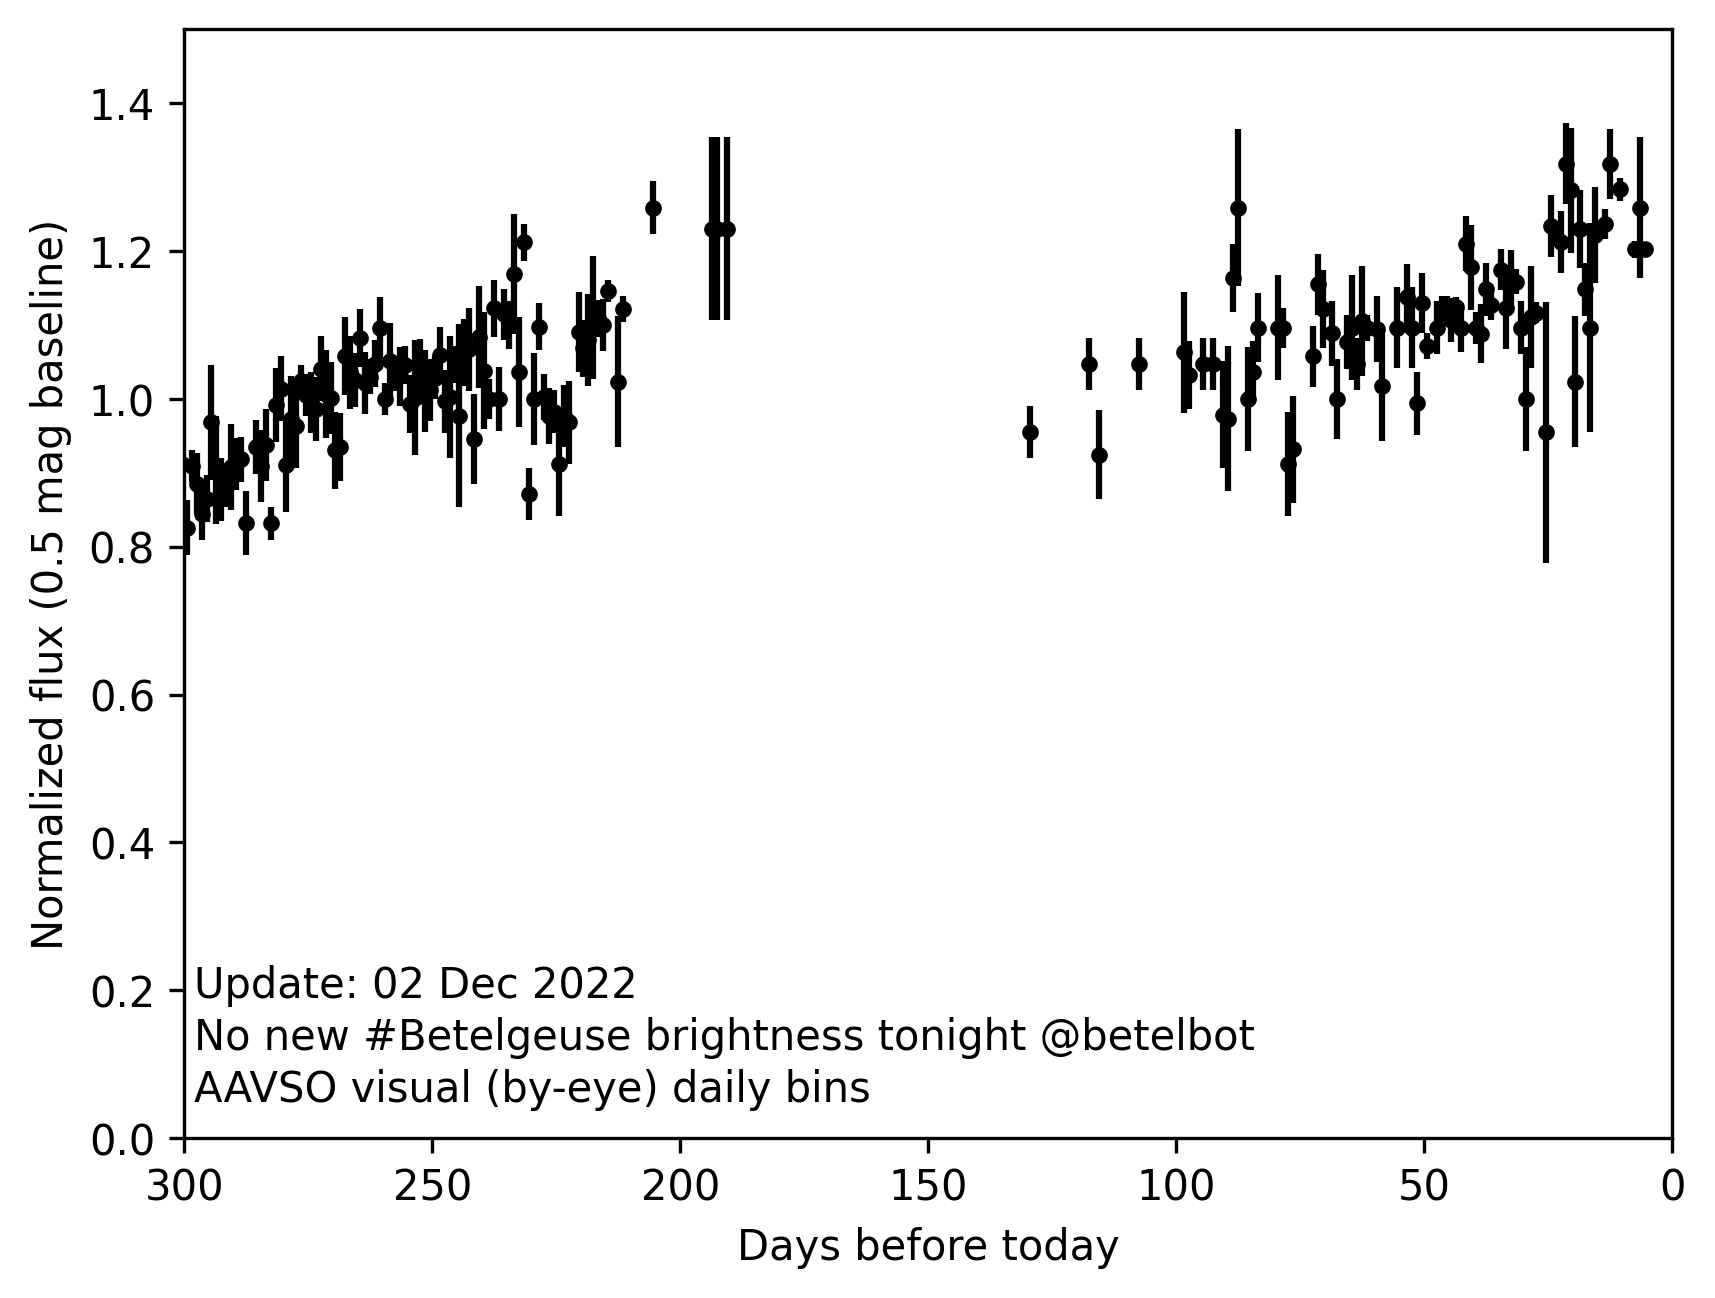 1.4
1.2
1.0
0.8
0.6
0.4
0.2
0.0
Normalized flux (0.5 mag baseline)
Update: 02 Dec 2022
No new #Betelgeuse brightness tonight @betelbot
AAVSO visual (by-eye) daily bins
300 250 200 150 100 50 0
Days before today